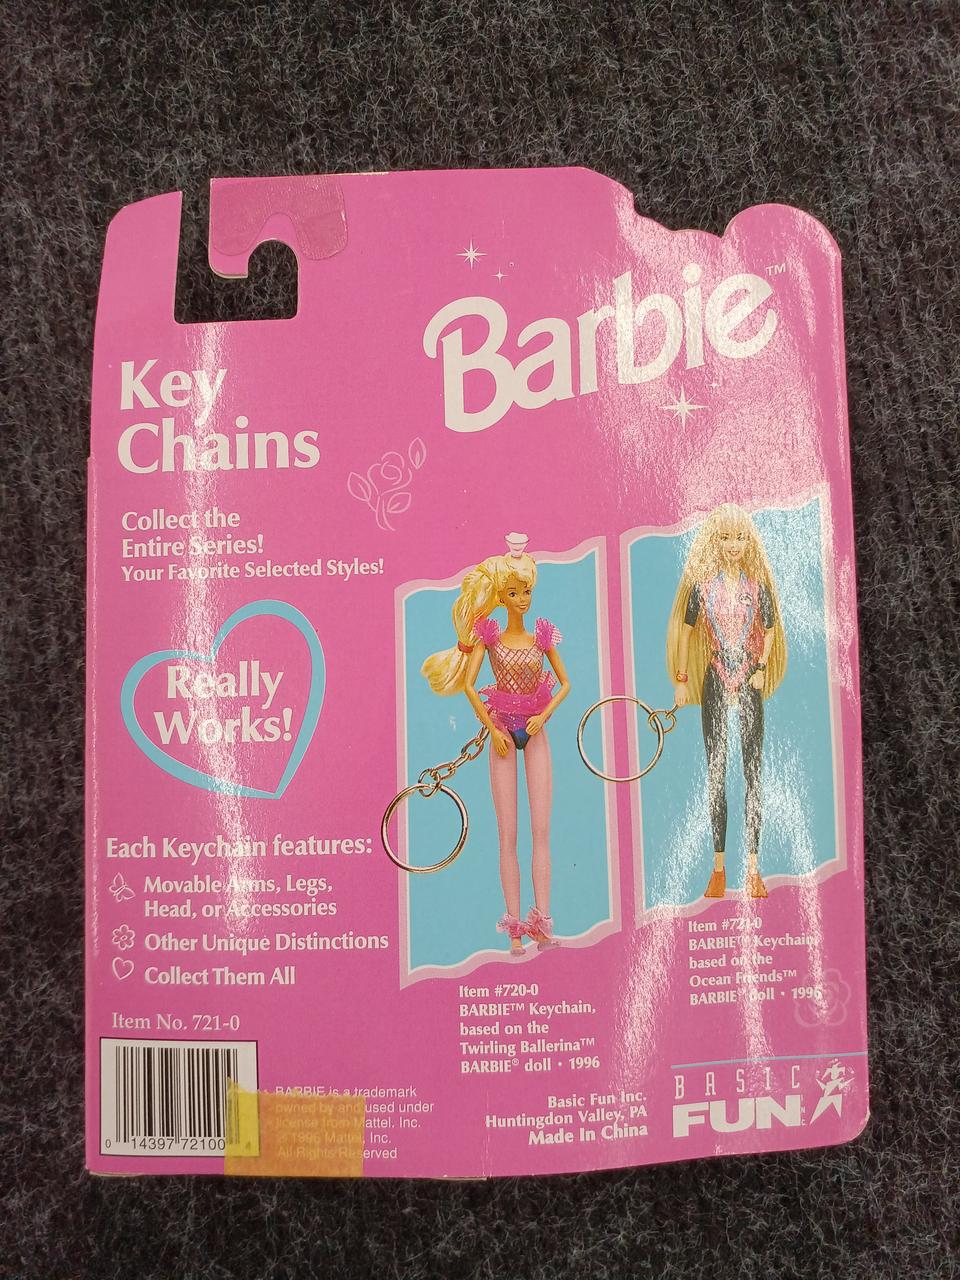 Barbie™
Key
Chains
Collect the
Entire Series!
Your Favorite Selected Styles!
Really
Works!
Each Keychain features:
Movable Arms, Legs,
Head, or Accessories
Other Unique Distinctions
Collect Them All
Item No. 721-0
0 14397 72100 4
BARBIE is a trademark
owned by and used under
license from Mattel, Inc.
© 1996 Mattel, Inc.
All Rights Reserved
Item #720-0
BARBIE™ Keychain,
based on the
Twirling Ballerina™
BARBIE® doll • 1996
Item #721-0
BARBIE™ Keychain,
based on the
Ocean Friends™
BARBIE® doll • 1996
Basic Fun Inc.
Huntingdon Valley, PA
Made In China
BASIC
FUN